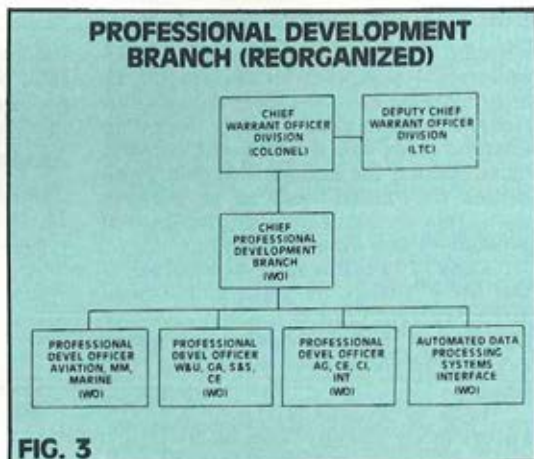 PROFESSIONAL DEVELOPMENT
BRANCH (REORGANIZED)
CHIEF
WARRANT OFFICER
DIVISION
(COLONEL)
DEPUTY CHIEF
WARRANT OFFICER
DIVISION
(LTC)
CHIEF
PROFESSIONAL
DEVELOPMENT
BRANCH
(WO)
PROFESSIONAL
DEVEL OFFICER
AVIATION, MM,
MARINE
(WO)
PROFESSIONAL
DEVEL OFFICER
W&U, GA, S&S,
CE
(WO)
PROFESSIONAL
DEVEL OFFICER
AG, CE, CI,
INT
(WO)
AUTOMATED DATA
PROCESSING
SYSTEMS
INTERFACE
(WO)
FIG. 3